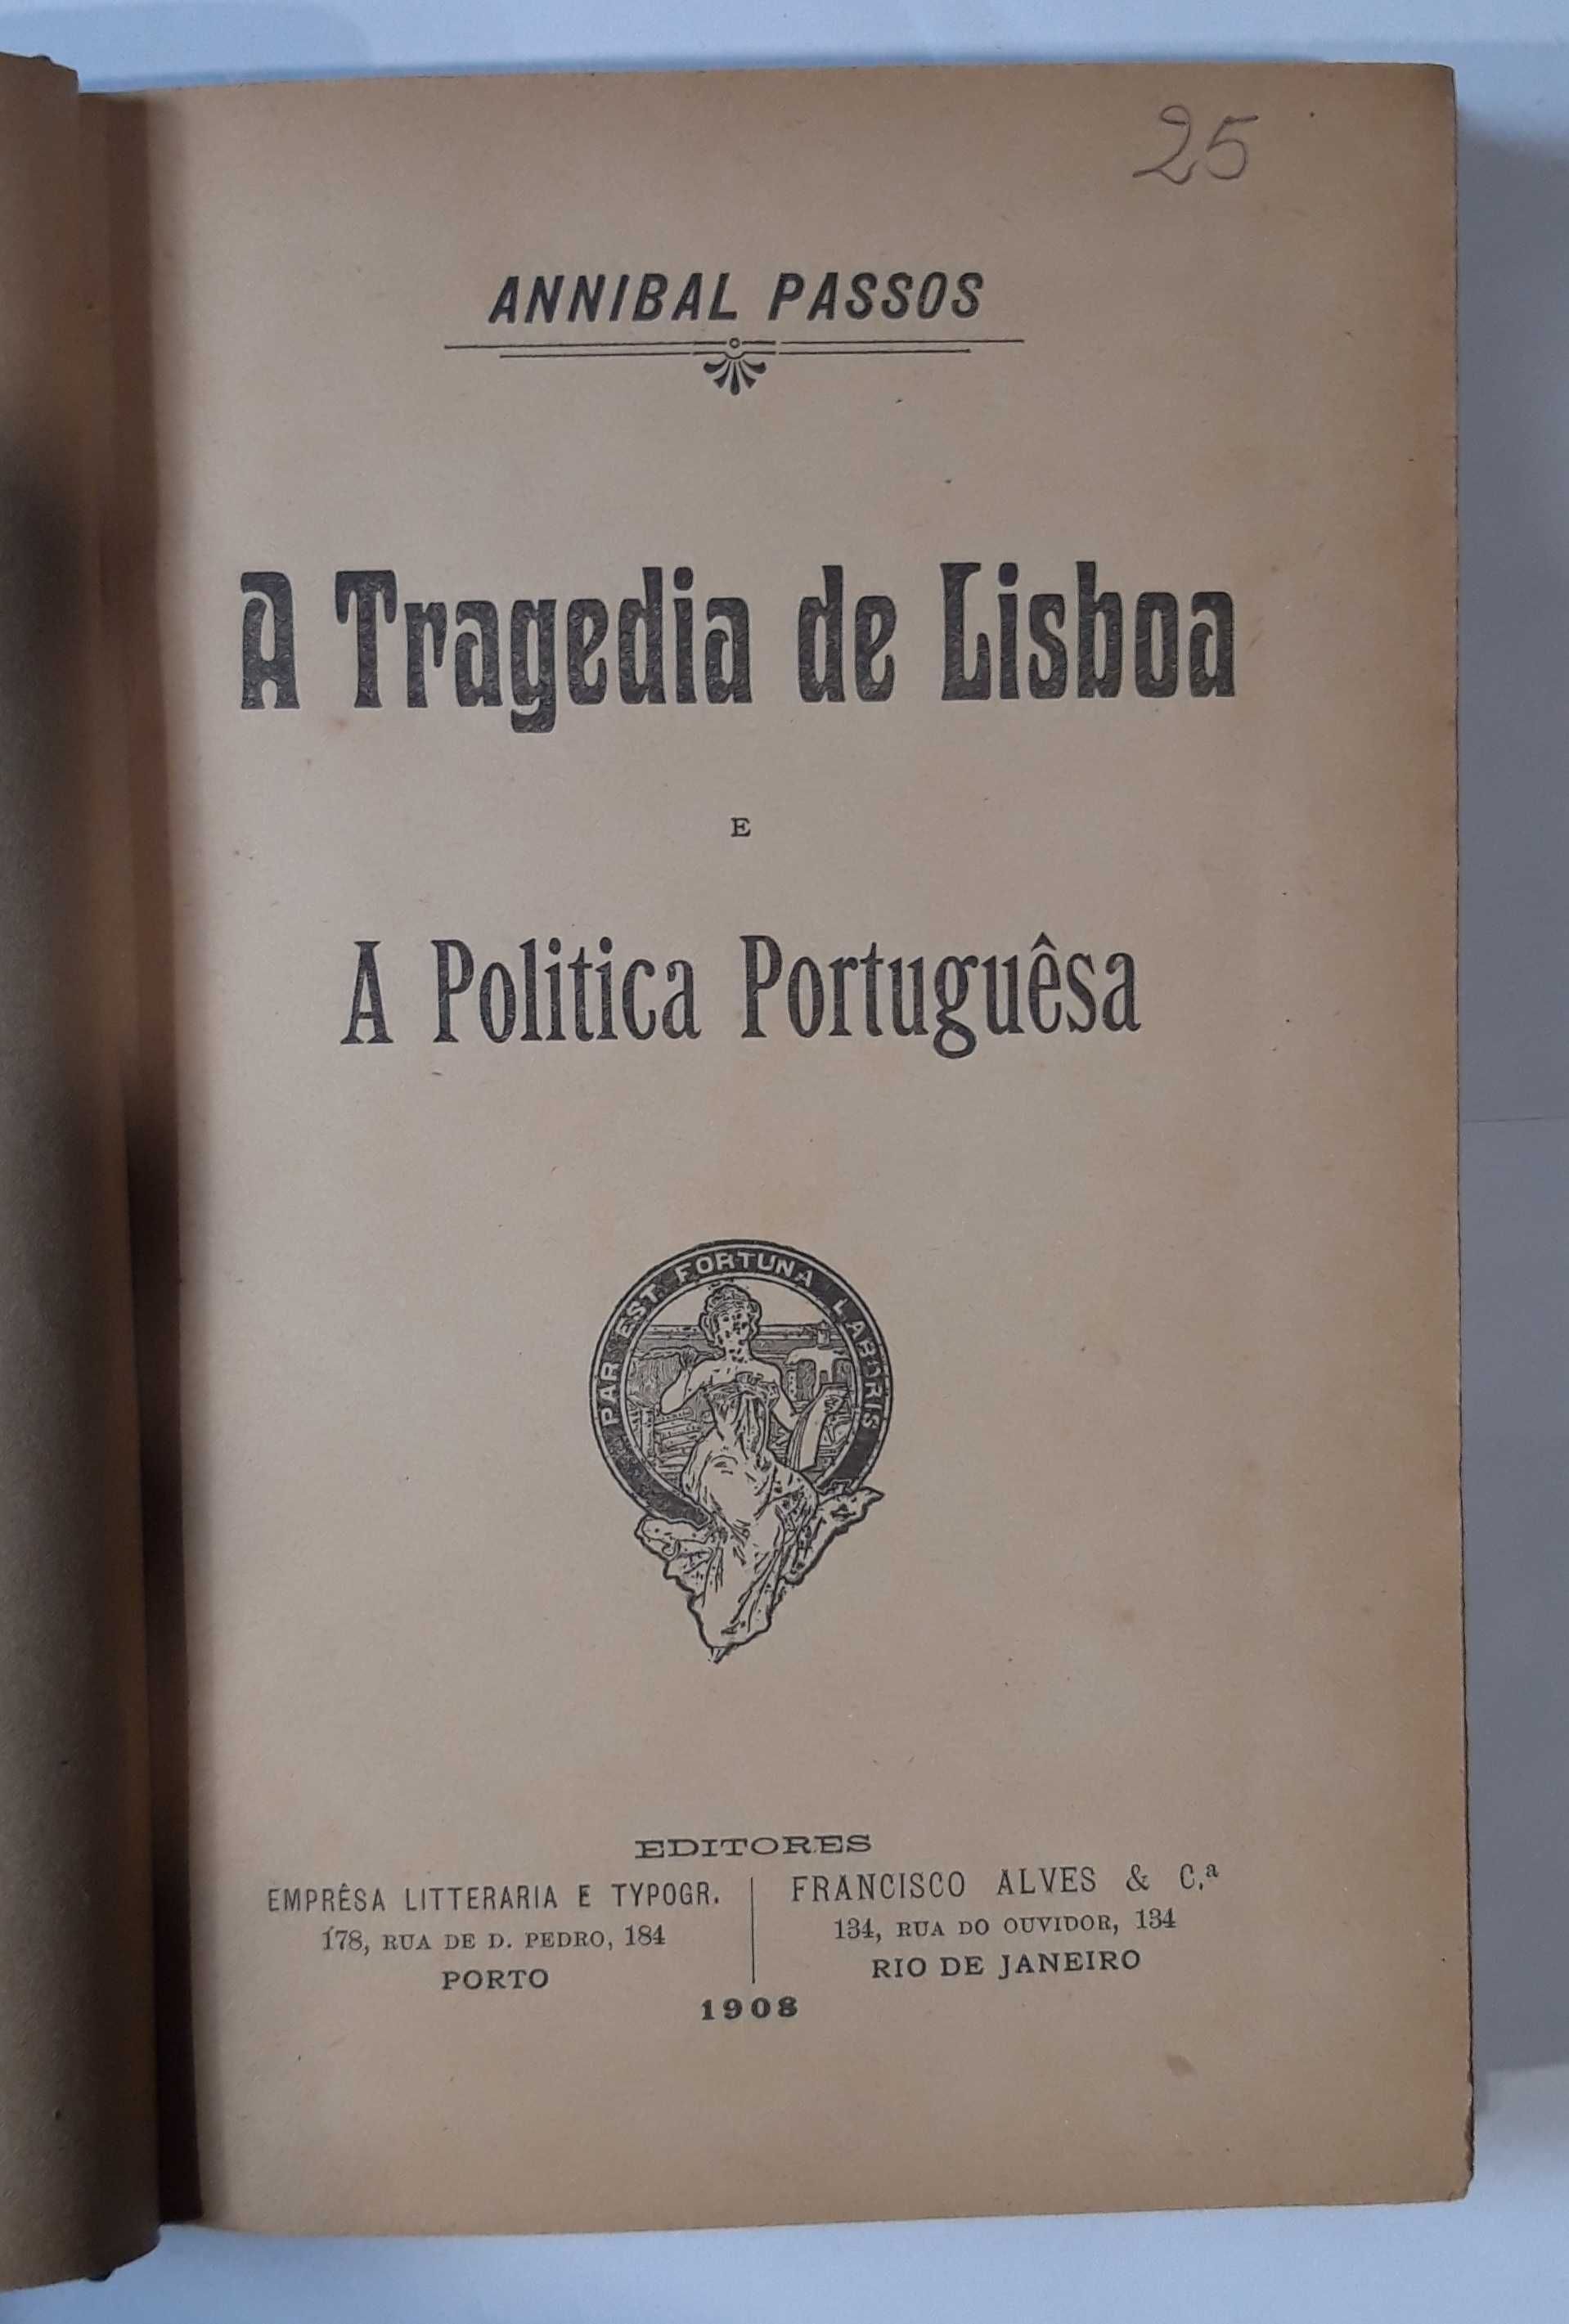 25
ANNIBAL PASSOS
A Tragedia de Lisboa
E
A Politica Portuguêsa
PAR EST FORTUNA LABORIS
EDITORES
EMPRÊSA LITTERARIA E TYPOGR.
178, RUA DE D. PEDRO, 184
PORTO
FRANCISCO ALVES & C.ª
134, RUA DO OUVIDOR, 134
RIO DE JANEIRO
1908